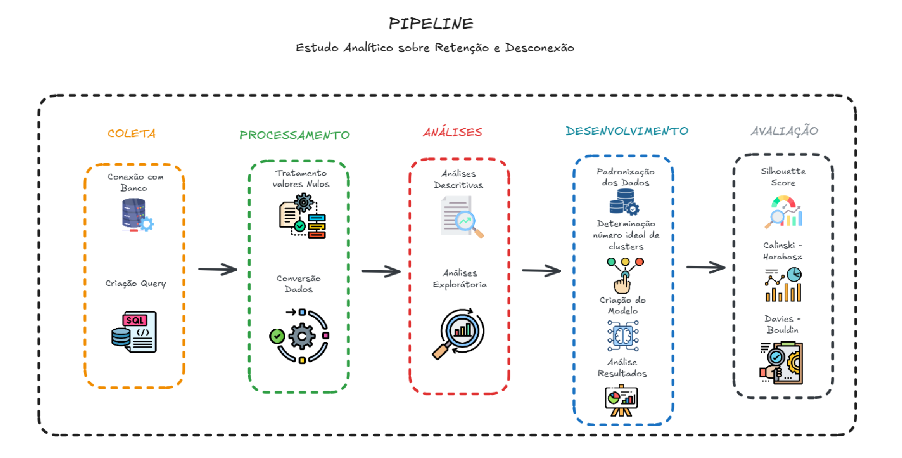 PIPELINE
Estudo Analítico sobre Retenção e Desconexão
COLETA
Conexão com
Banco
Criação Query
SQL
PROCESSAMENTO
Tratamento
valores Nulos
Conversão
Dados
ANÁLISES
Análises
Descritivas
Análises
Explorátoria
DESENVOLVIMENTO
Padronização
dos Dados
Determinação
número ideal de
clusters
Criação do
Modelo
Análise
Resultados
AVALIAÇÃO
Silhouette
Score
Calinski -
Harabasz
Davies -
Bouldin